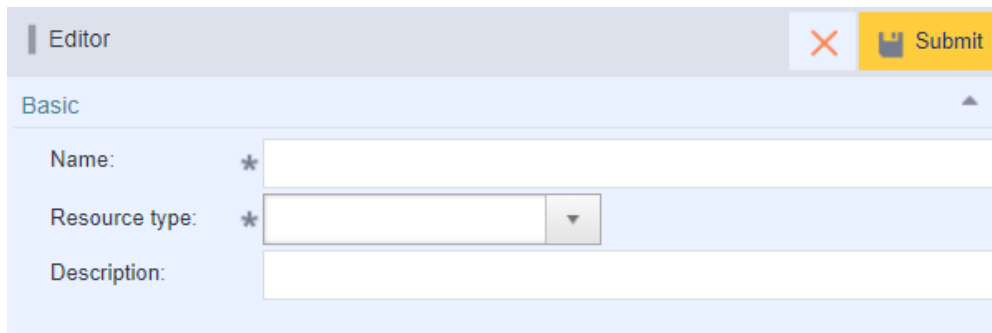 Editor
Submit
Basic
Name: *
Resource type: *
Description: